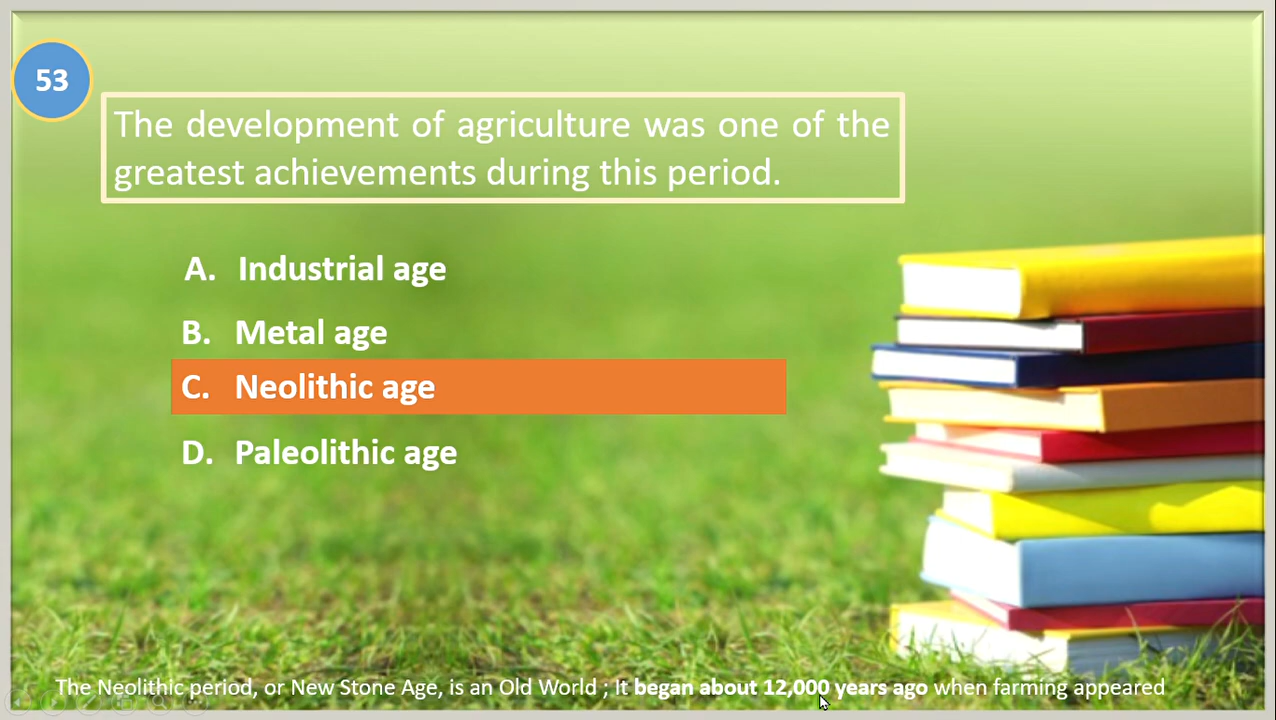 53
The development of agriculture was one of the
greatest achievements during this period.
A. Industrial age
B. Metal age
C. Neolithic age
D. Paleolithic age
The Neolithic period, or New Stone Age, is an Old World ; It began about 12,000 years ago when farming appeared